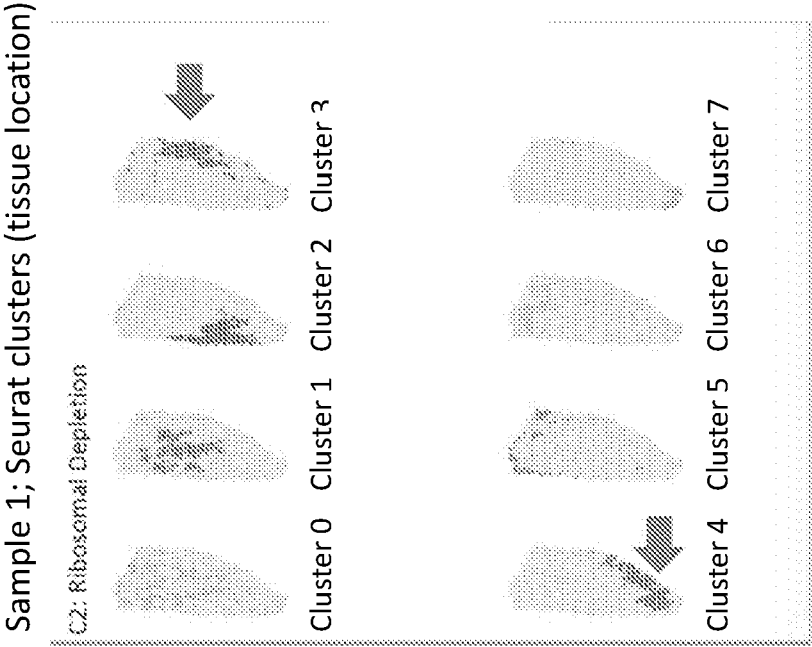 Sample 1; Seurat clusters (tissue location)
C2: Ribosomal Depletion
Cluster 0
Cluster 1
Cluster 2
Cluster 3
Cluster 4
Cluster 5
Cluster 6
Cluster 7